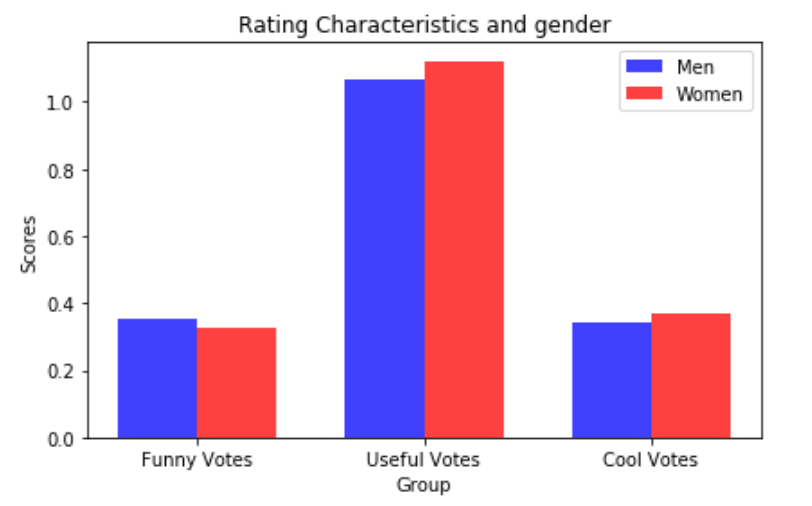 Rating Characteristics and gender
Men
Women
1.0
0.8
0.6
0.4
0.2
0.0
Scores
Funny Votes
Useful Votes
Cool Votes
Group